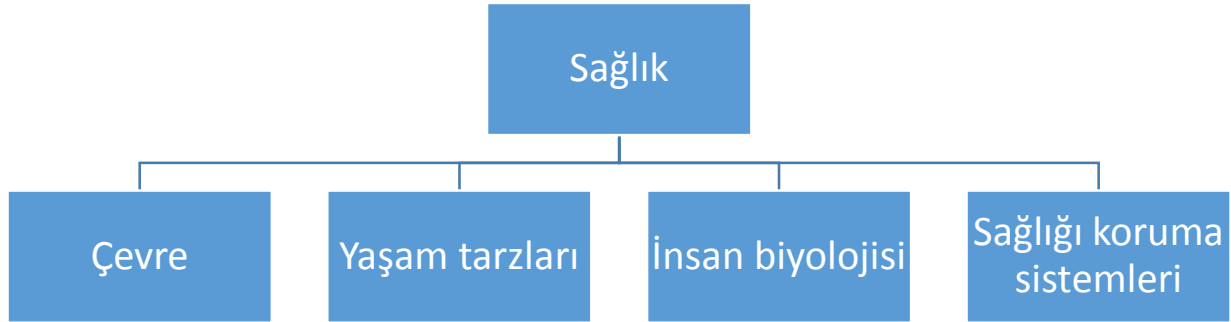 Sağlık
Çevre
Yaşam tarzları
İnsan biyolojisi
Sağlığı koruma
sistemleri